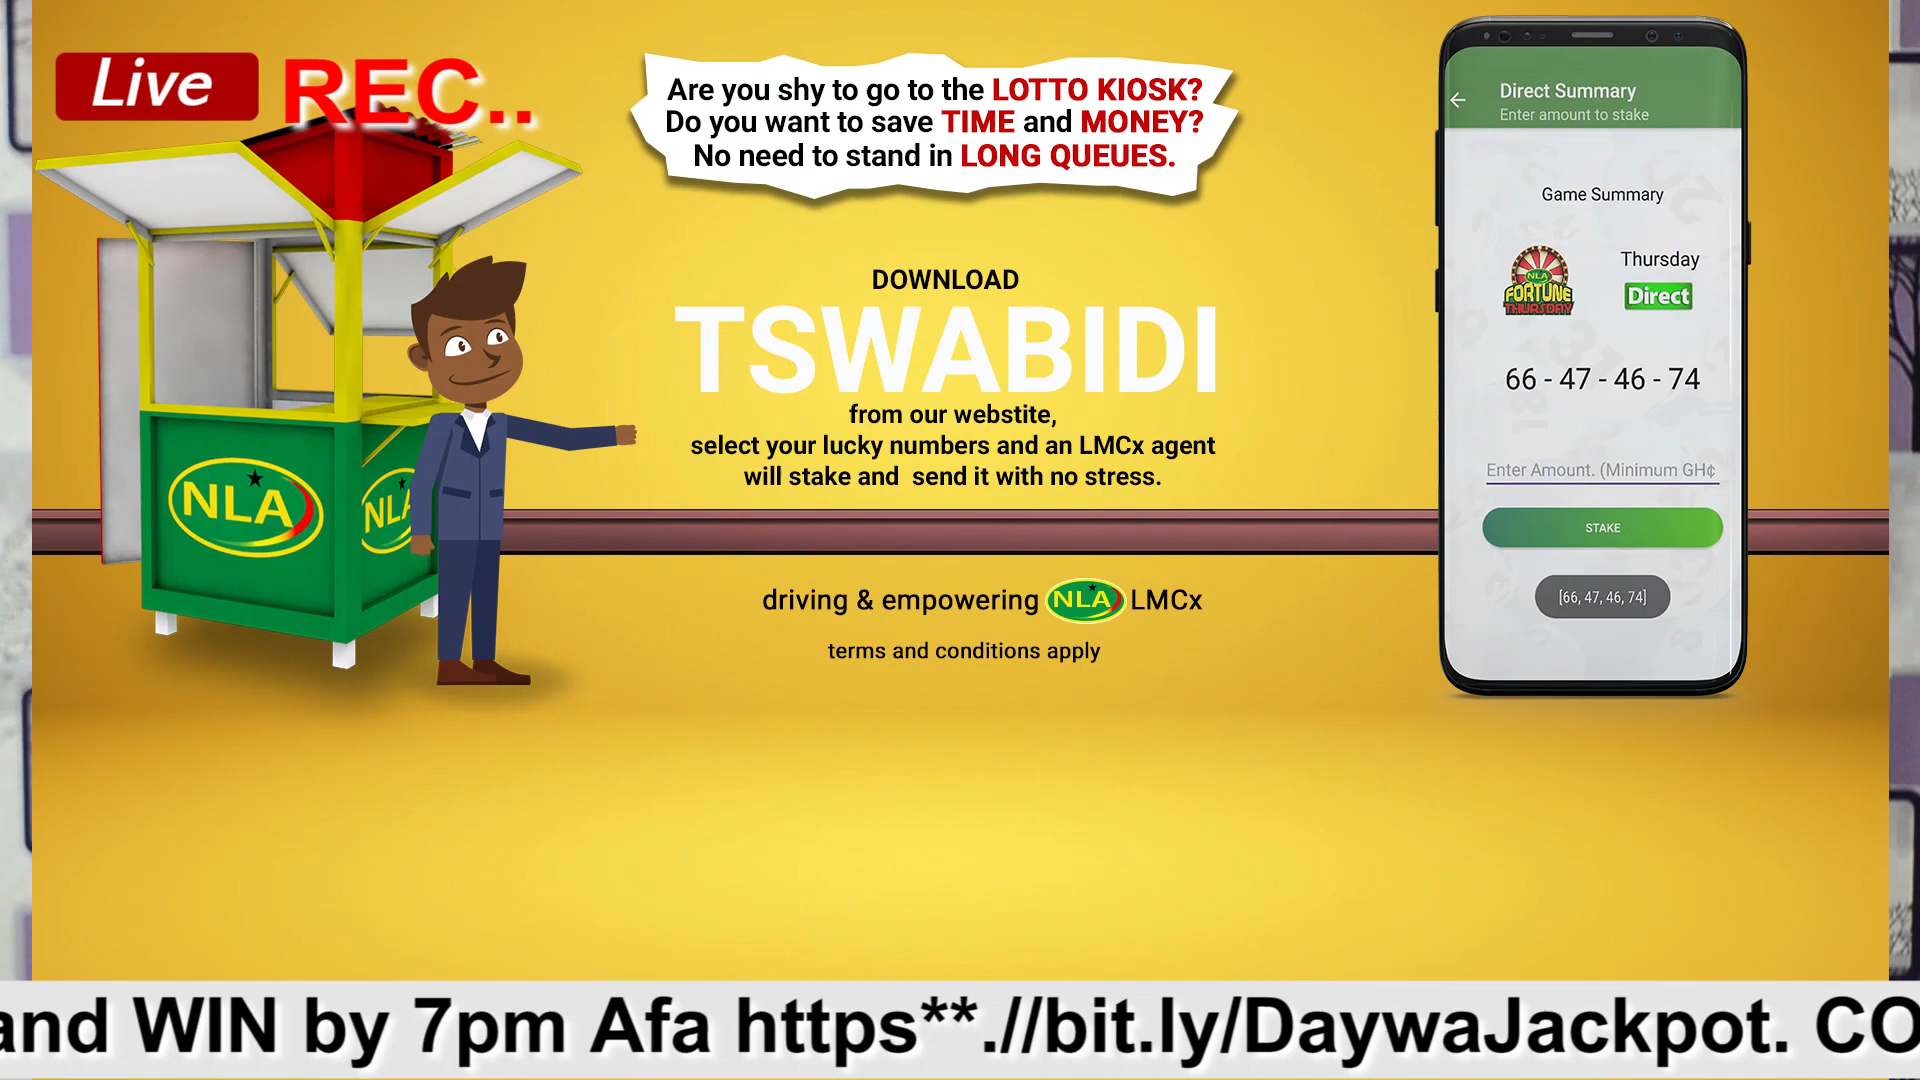 Live REC..
Are you shy to go to the LOTTO KIOSK?
Do you want to save TIME and MONEY?
No need to stand in LONG QUEUES.
DOWNLOAD
TSWABIDI
from our webstite,
select your lucky numbers and an LMCx agent
will stake and send it with no stress.
driving & empowering NLA LMCx
terms and conditions apply
NLA
NLA
Direct Summary
Enter amount to stake
Game Summary
NLA
FORTUNE
THURSDAY
Thursday
Direct
66 - 47 - 46 - 74
Enter Amount. (Minimum GH¢
STAKE
[66, 47, 46, 74]
and WIN by 7pm Afa https**.//bit.ly/DaywaJackpot. CO